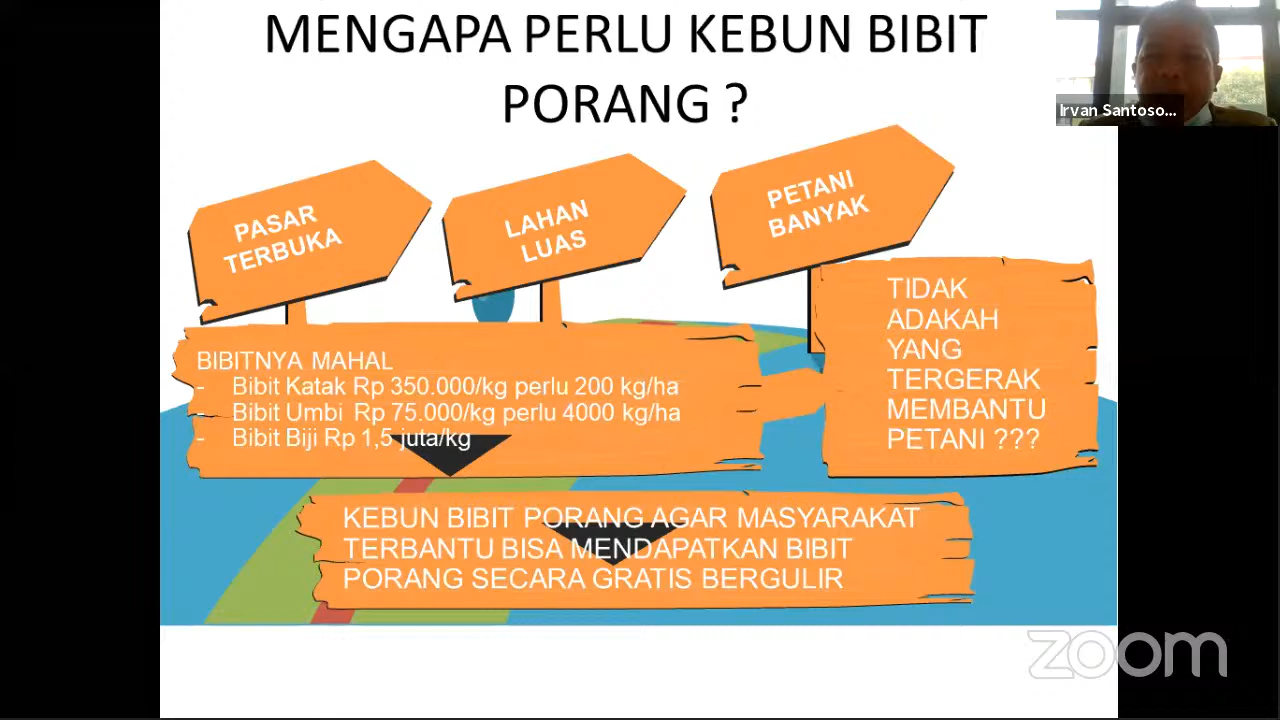 MENGAPA PERLU KEBUN BIBIT
PORANG ?
Irvan Santoso...
PASAR
TERBUKA
LAHAN
LUAS
PETANI
BANYAK
BIBITNYA MAHAL
- Bibit Katak Rp 350.000/kg perlu 200 kg/ha
- Bibit Umbi Rp 75.000/kg perlu 4000 kg/ha
- Bibit Biji Rp 1,5 juta/kg
TIDAK
ADAKAH
YANG
TERGERAK
MEMBANTU
PETANI ???
KEBUN BIBIT PORANG AGAR MASYARAKAT
TERBANTU BISA MENDAPATKAN BIBIT
PORANG SECARA GRATIS BERGULIR
zoom